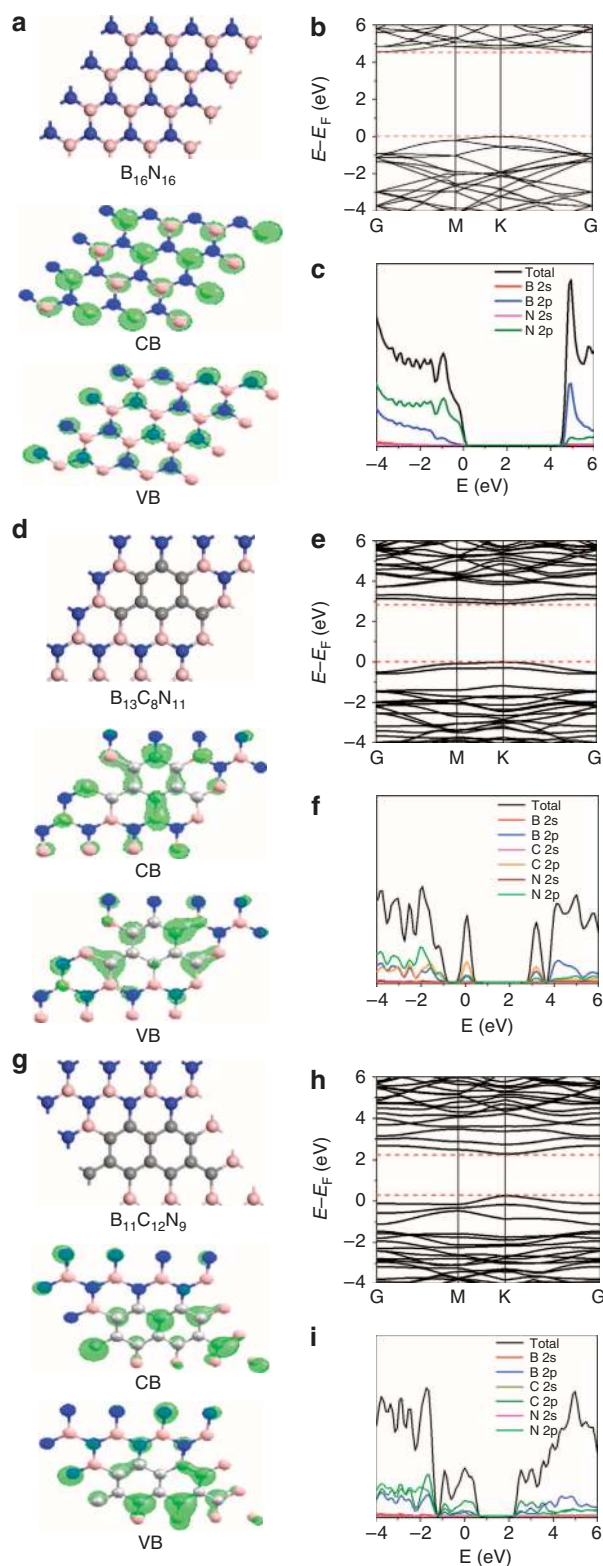 a
B16N16
CB
VB
b
E–EF (eV)
6
4
2
0
−2
−4
G M K G
c
Total
B 2s
B 2p
N 2s
N 2p
−4 −2 0 2 4 6
E (eV)
d
B13C8N11
CB
VB
e
E–EF (eV)
6
4
2
0
−2
−4
G M K G
f
Total
B 2s
B 2p
C 2s
C 2p
N 2s
N 2p
−4 −2 0 2 4 6
E (eV)
g
B11C12N9
CB
VB
h
E–EF (eV)
6
4
2
0
−2
−4
G M K G
i
Total
B 2s
B 2p
C 2s
C 2p
N 2s
N 2p
−4 −2 0 2 4 6
E (eV)